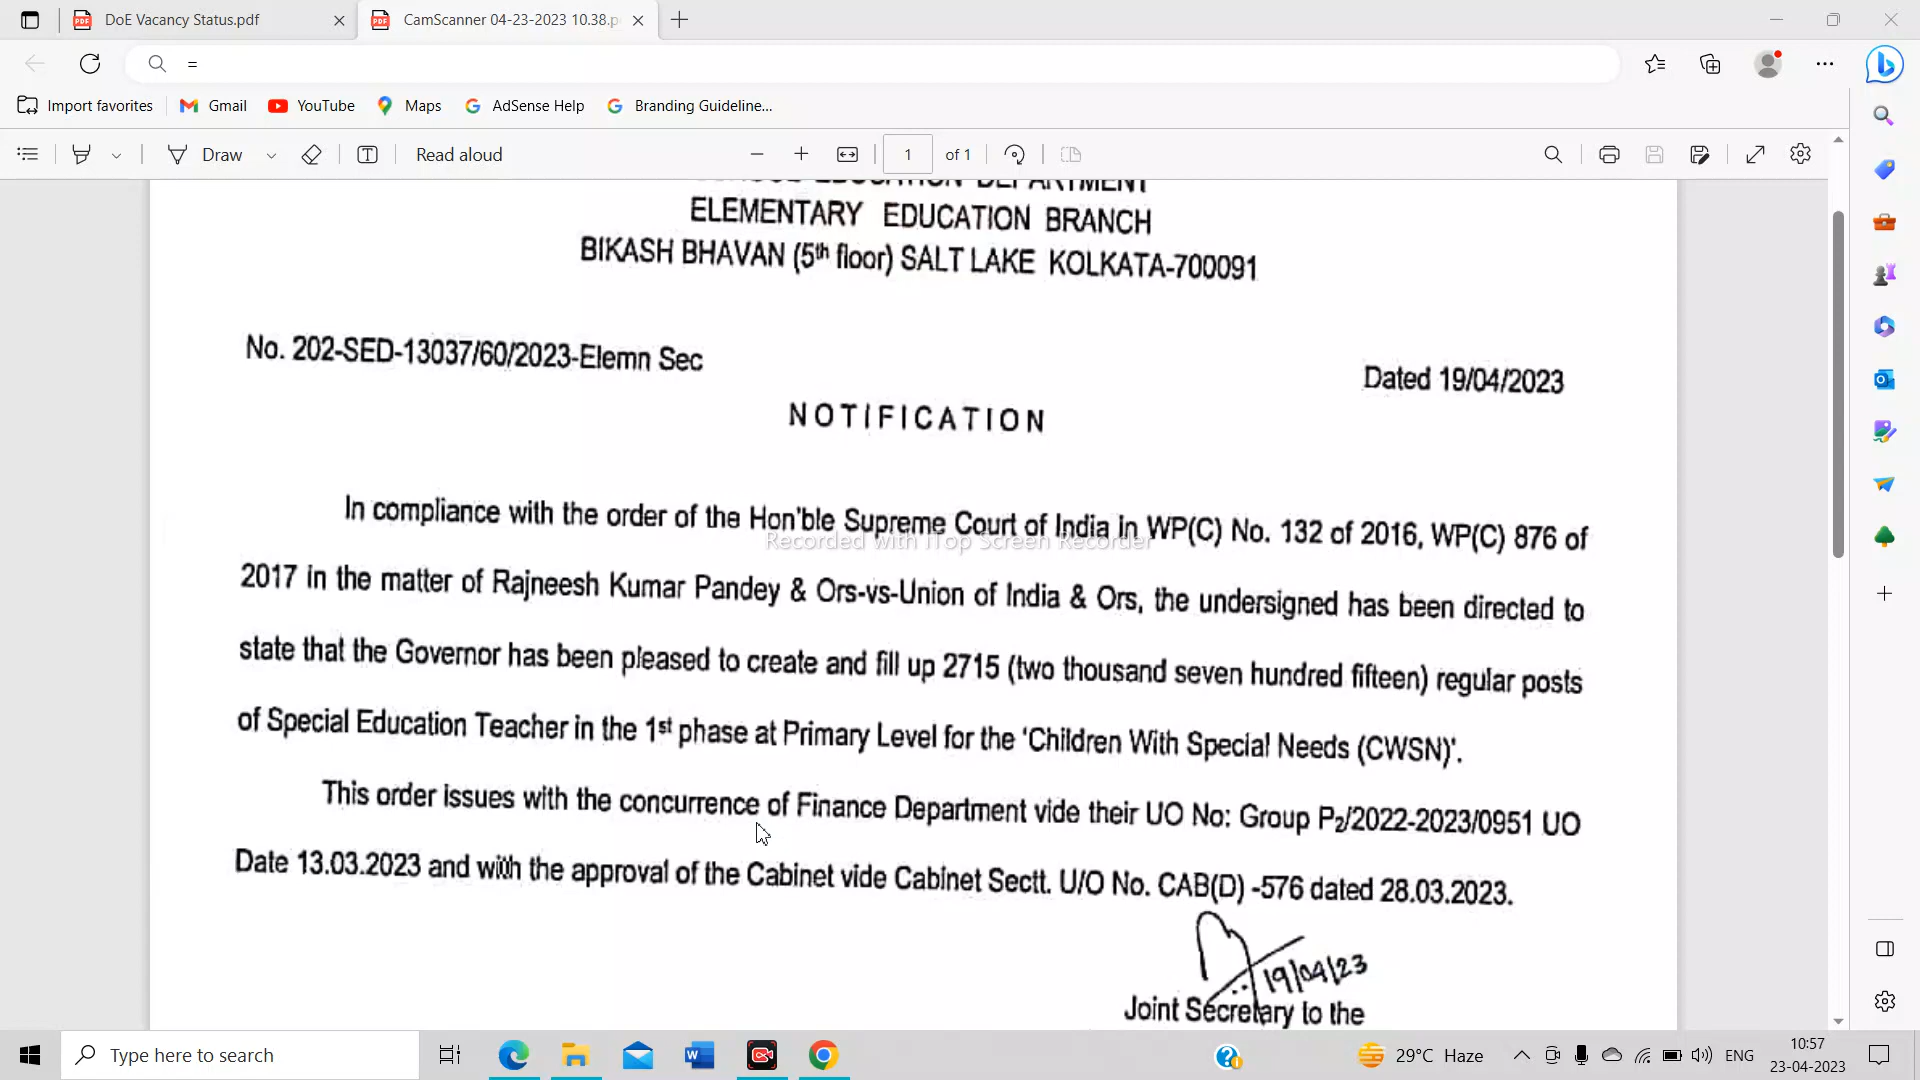 DoE Vacancy Status.pdf
CamScanner 04-23-2023 10.38.p
=
Import favorites
Gmail
YouTube
Maps
AdSense Help
Branding Guideline...
Draw
Read aloud
1
of 1
SCHOOL EDUCATION DEPARTMENT
ELEMENTARY EDUCATION BRANCH
BIKASH BHAVAN (5th floor) SALT LAKE KOLKATA-700091
No. 202-SED-13037/60/2023-Elemn Sec
Dated 19/04/2023
NOTIFICATION
In compliance with the order of the Hon'ble Supreme Court of India in WP(C) No. 132 of 2016, WP(C) 876 of
Recorded with iTop Screen Recorder
2017 in the matter of Rajneesh Kumar Pandey & Ors-vs-Union of India & Ors, the undersigned has been directed to
state that the Governor has been pleased to create and fill up 2715 (two thousand seven hundred fifteen) regular posts
of Special Education Teacher in the 1st phase at Primary Level for the 'Children With Special Needs (CWSN)'.
This order issues with the concurrence of Finance Department vide their UO No: Group P2/2022-2023/0951 UO
Date 13.03.2023 and with the approval of the Cabinet vide Cabinet Sectt. U/O No. CAB(D) -576 dated 28.03.2023.
19/04/23
Joint Secretary to the
Type here to search
29°C Haze
ENG
10:57
23-04-2023